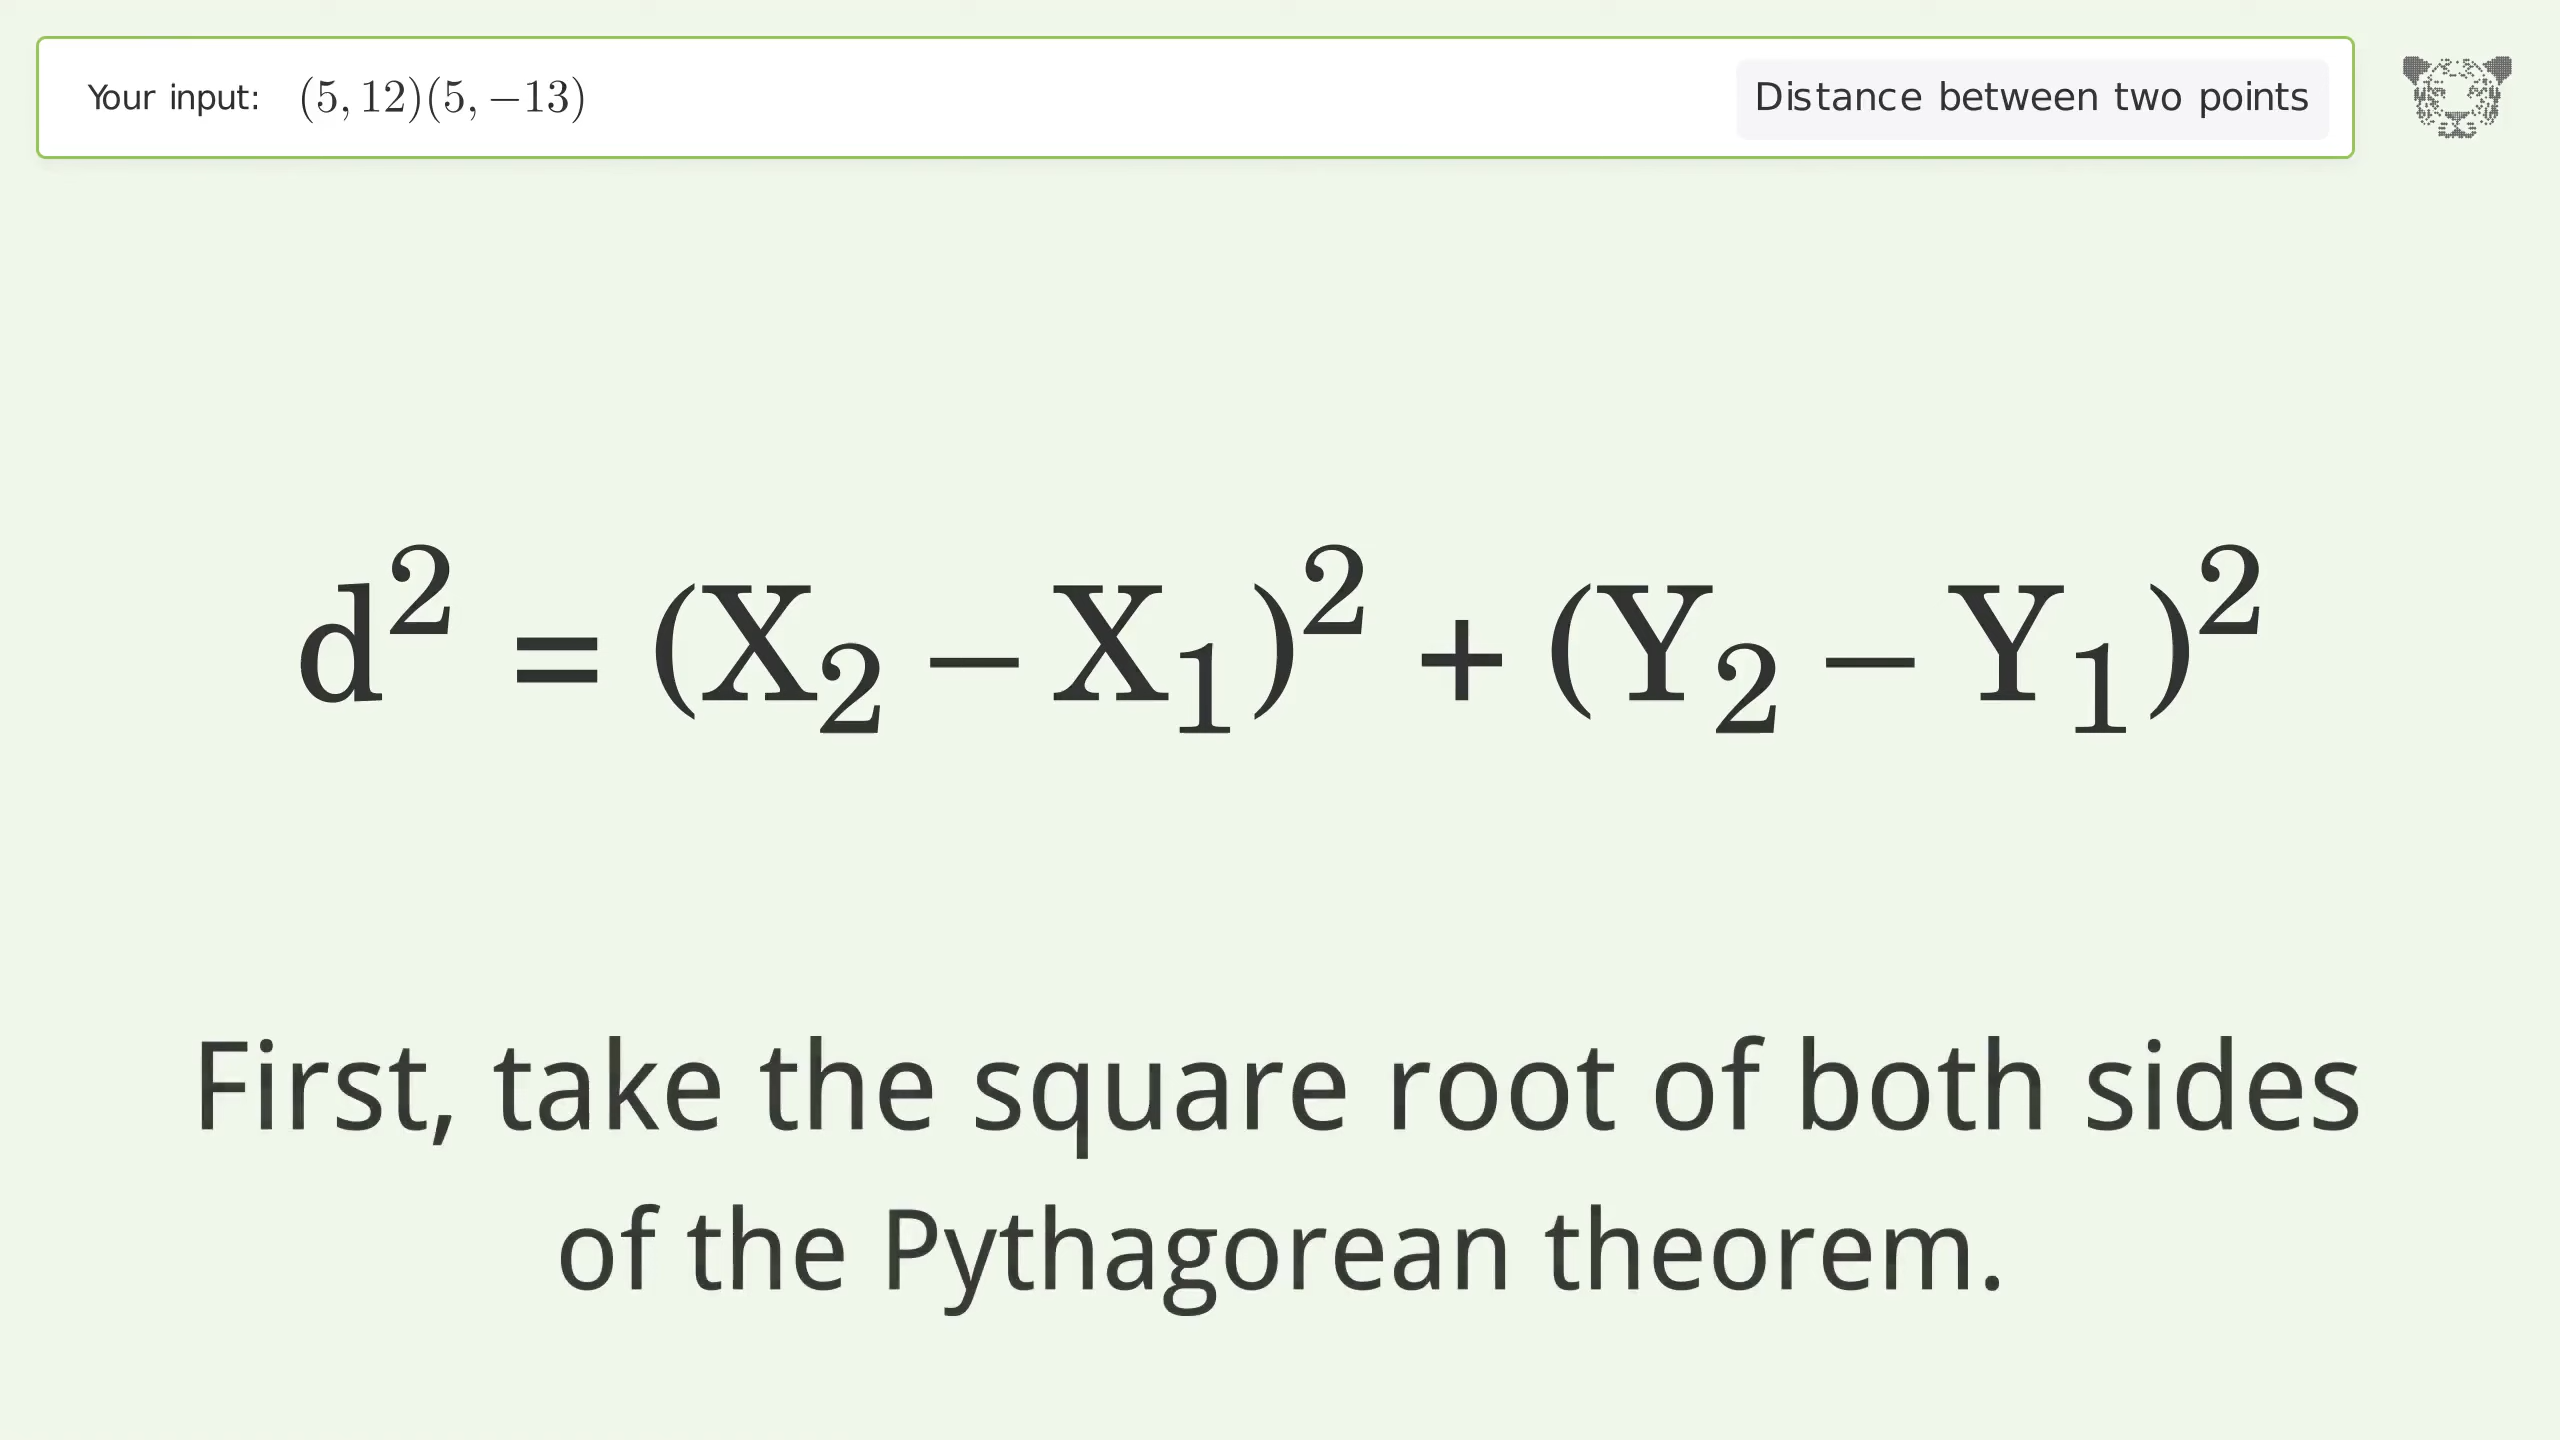 Your input: (5, 12)(5, −13) Distance between two points
d² = (X₂ − X₁)² + (Y₂ − Y₁)²
First, take the square root of both sides
of the Pythagorean theorem.